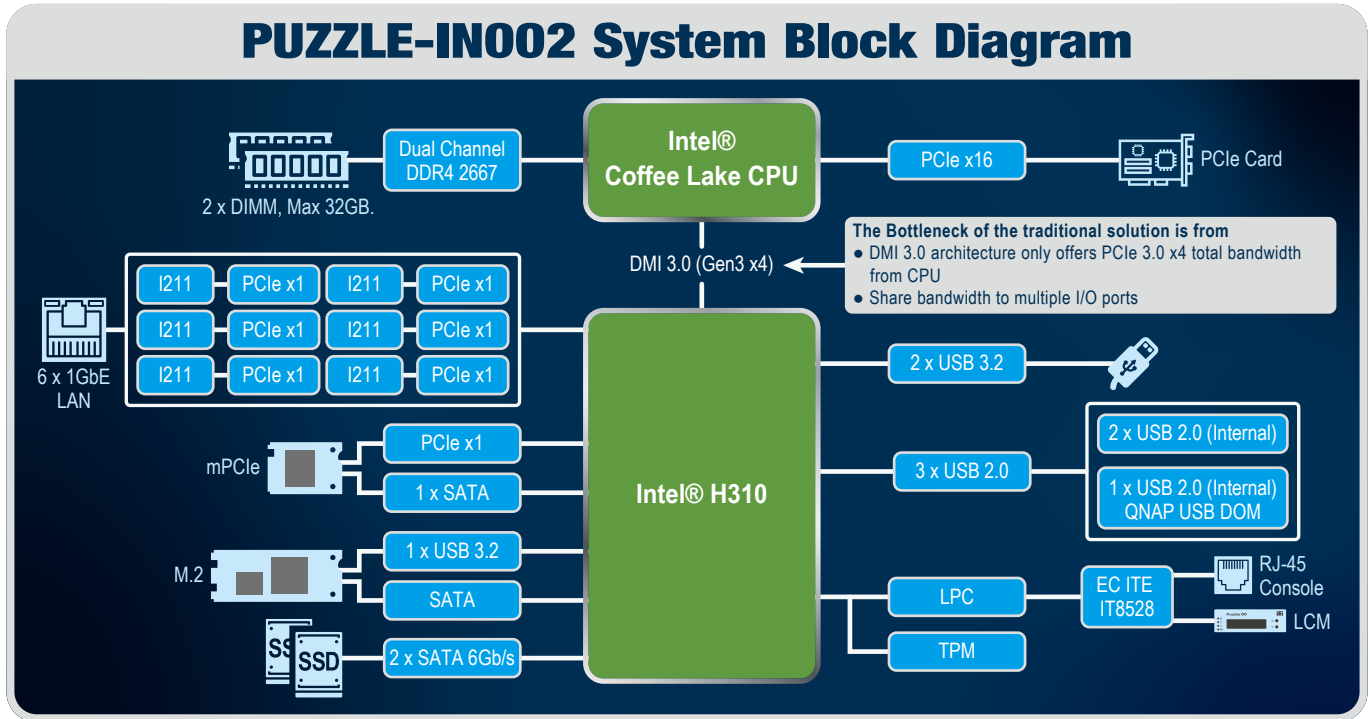 PUZZLE-IN002 System Block Diagram
Dual Channel
DDR4 2667
2 x DIMM, Max 32GB.
Intel®
Coffee Lake CPU
PCIe x16
PCIe Card
DMI 3.0 (Gen3 x4)
The Bottleneck of the traditional solution is from
● DMI 3.0 architecture only offers PCIe 3.0 x4 total bandwidth
from CPU
● Share bandwidth to multiple I/O ports
I211
PCIe x1
I211
PCIe x1
I211
PCIe x1
I211
PCIe x1
I211
PCIe x1
I211
PCIe x1
6 x 1GbE
LAN
mPCIe
PCIe x1
1 x SATA
M.2
1 x USB 3.2
SATA
SS
SSD
2 x SATA 6Gb/s
Intel® H310
2 x USB 3.2
3 x USB 2.0
2 x USB 2.0 (Internal)
1 x USB 2.0 (Internal)
QNAP USB DOM
LPC
TPM
EC ITE
IT8528
RJ-45
Console
LCM